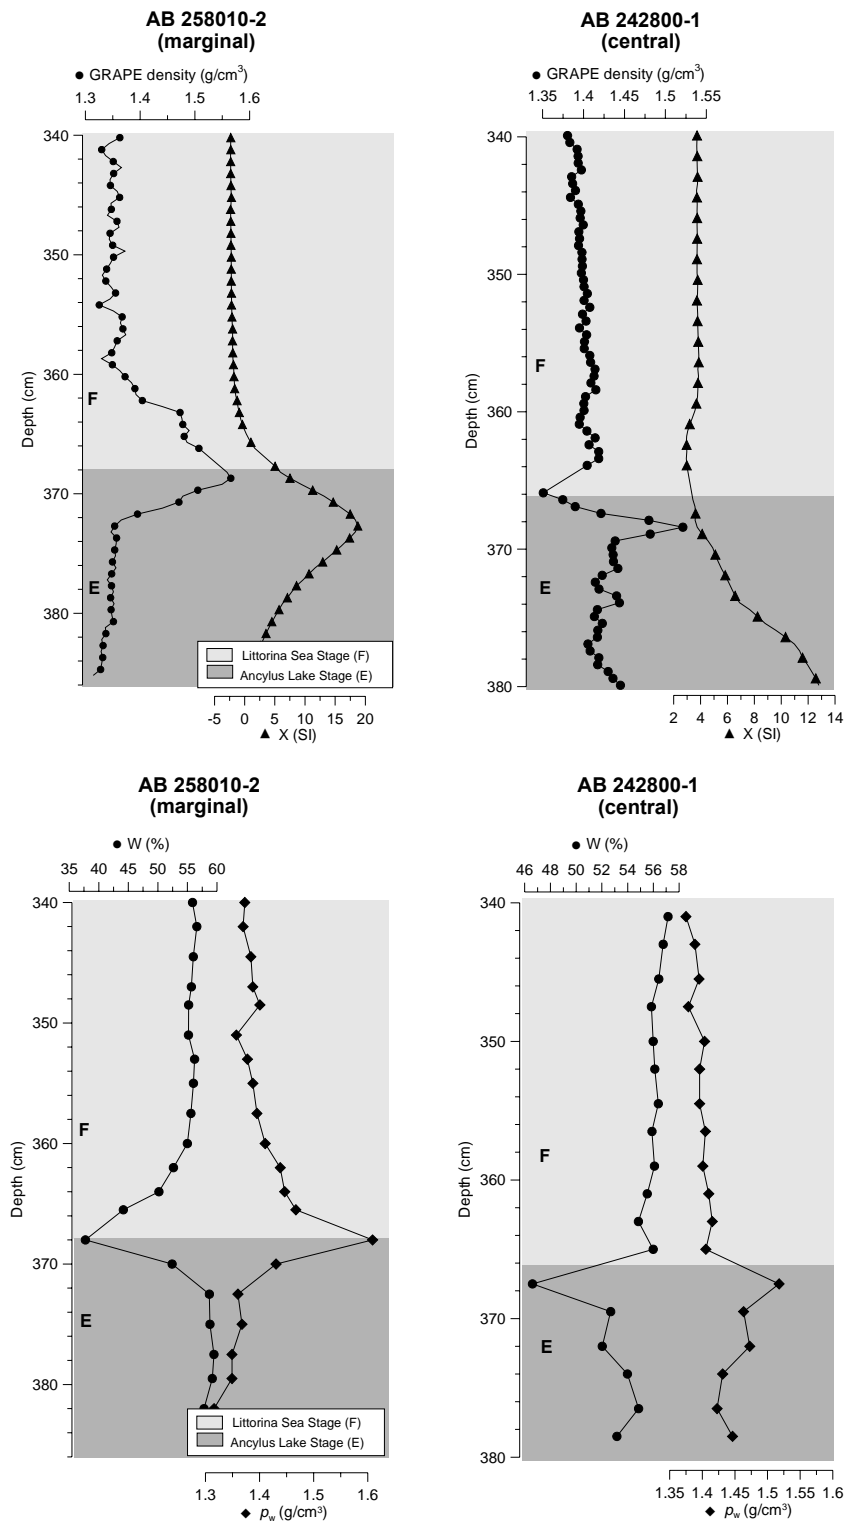 AB 258010-2
(marginal)
GRAPE density (g/cm3)
1.3 1.4 1.5 1.6
340
350
360
370
380
Depth (cm)
F
E
Littorina Sea Stage (F)
Ancylus Lake Stage (E)
-5 0 5 10 15 20
X (SI)
AB 242800-1
(central)
GRAPE density (g/cm3)
1.35 1.4 1.45 1.5 1.55
340
350
360
370
380
Depth (cm)
F
E
2 4 6 8 10 12 14
X (SI)
AB 258010-2
(marginal)
W (%)
35 40 45 50 55 60
340
350
360
370
380
Depth (cm)
F
E
Littorina Sea Stage (F)
Ancylus Lake Stage (E)
1.3 1.4 1.5 1.6
pw (g/cm3)
AB 242800-1
(central)
W (%)
46 48 50 52 54 56 58
340
350
360
370
380
Depth (cm)
F
E
1.35 1.4 1.45 1.5 1.55 1.6
pw (g/cm3)